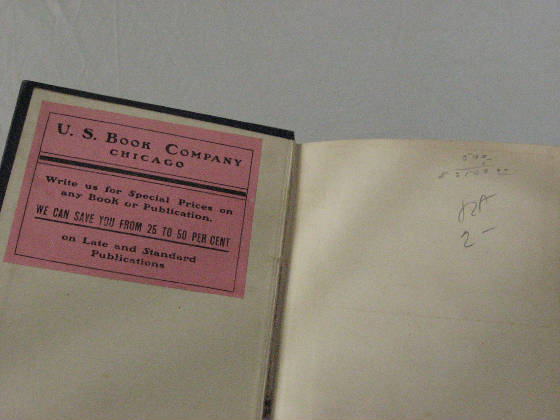 U. S. Book Company
Chicago
Write us for Special Prices on
any Book or Publication.
WE CAN SAVE YOU FROM 25 TO 50 PER CENT
on Late and Standard
Publications
2 -